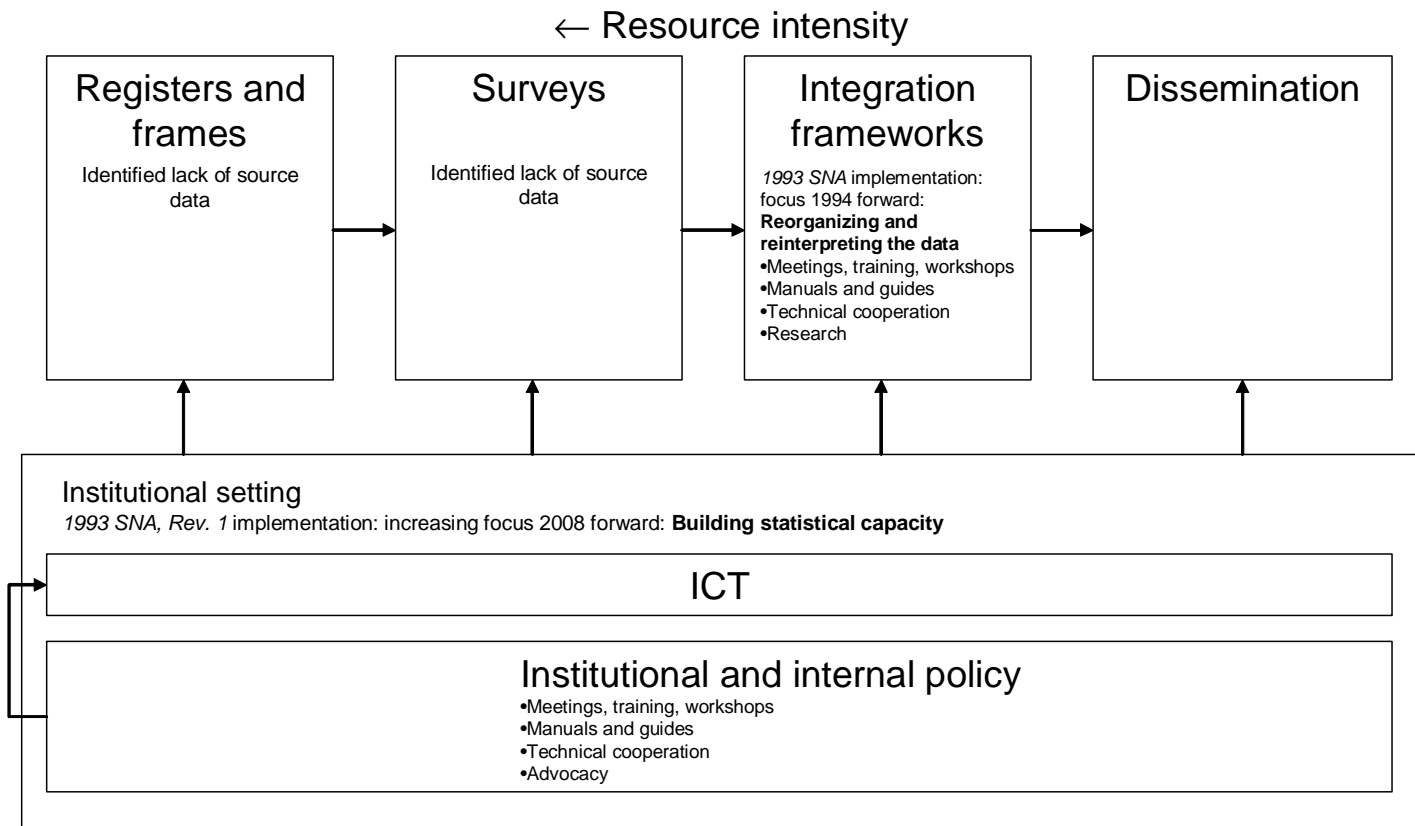 ← Resource intensity
Registers and
frames
Identified lack of source
data
Surveys
Identified lack of source
data
Integration
frameworks
1993 SNA implementation:
focus 1994 forward:
Reorganizing and
reinterpreting the data
•Meetings, training, workshops
•Manuals and guides
•Technical cooperation
•Research
Dissemination
Institutional setting
1993 SNA, Rev. 1 implementation: increasing focus 2008 forward: Building statistical capacity
ICT
Institutional and internal policy
•Meetings, training, workshops
•Manuals and guides
•Technical cooperation
•Advocacy